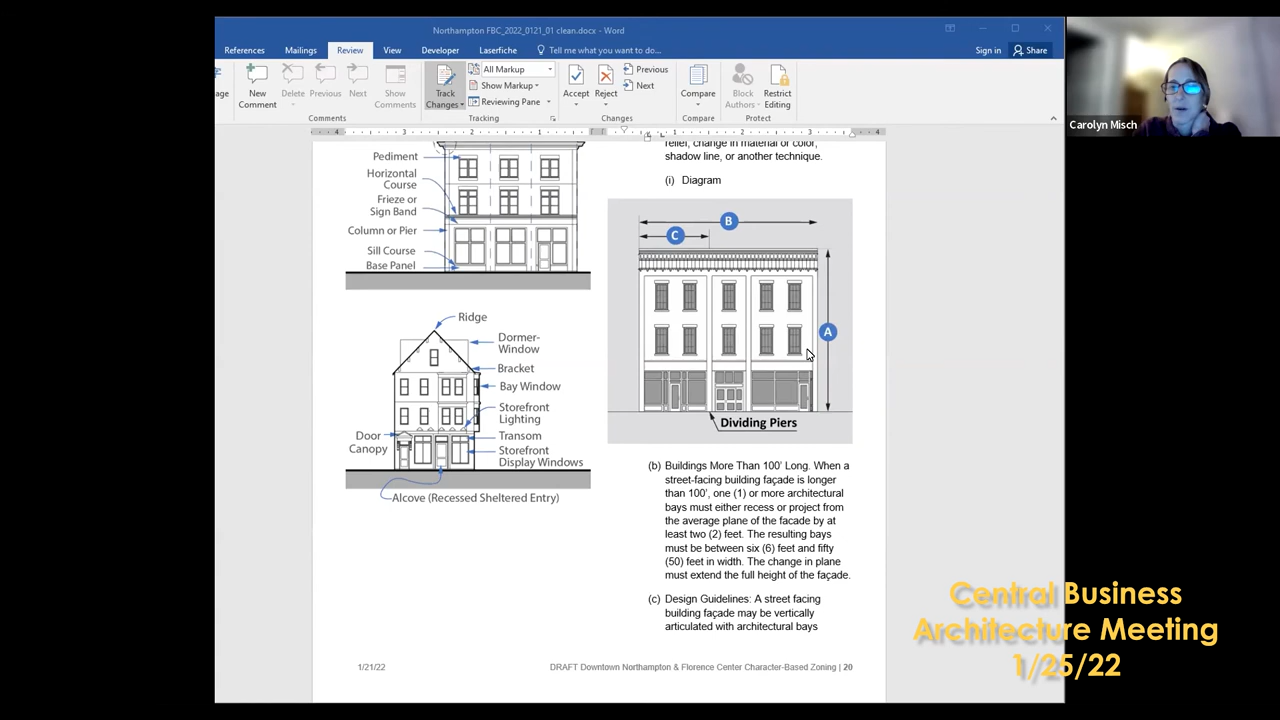 Northampton FBC_2022_0121_01 clean.docx - Word
References Mailings Review View Developer Laserfiche Tell me what you want to do... Sign in Share
New Comment
Delete
Previous
Next
Show Comments
Comments
Track Changes
All Markup
Show Markup
Reviewing Pane
Tracking
Accept
Reject
Previous
Next
Changes
Compare
Compare
Block Authors
Restrict Editing
Protect
4 3 2 1 1 2 3 4
Pediment
Horizontal
Course
Frieze or
Sign Band
Column or Pier
Sill Course
Base Panel
Ridge
Dormer-
Window
Bracket
Bay Window
Storefront
Lighting
Door
Canopy
Transom
Storefront
Display Windows
Alcove (Recessed Sheltered Entry)
relief, change in material or color,
shadow line, or another technique.
(i) Diagram
B
C
A
Dividing Piers
(b) Buildings More Than 100' Long. When a
street-facing building façade is longer
than 100', one (1) or more architectural
bays must either recess or project from
the average plane of the facade by at
least two (2) feet. The resulting bays
must be between six (6) feet and fifty
(50) feet in width. The change in plane
must extend the full height of the façade.
(c) Design Guidelines: A street facing
building façade may be vertically
articulated with architectural bays
1/21/22
DRAFT Downtown Northampton & Florence Center Character-Based Zoning | 20
Carolyn Misch
Central Business
Architecture Meeting
1/25/22